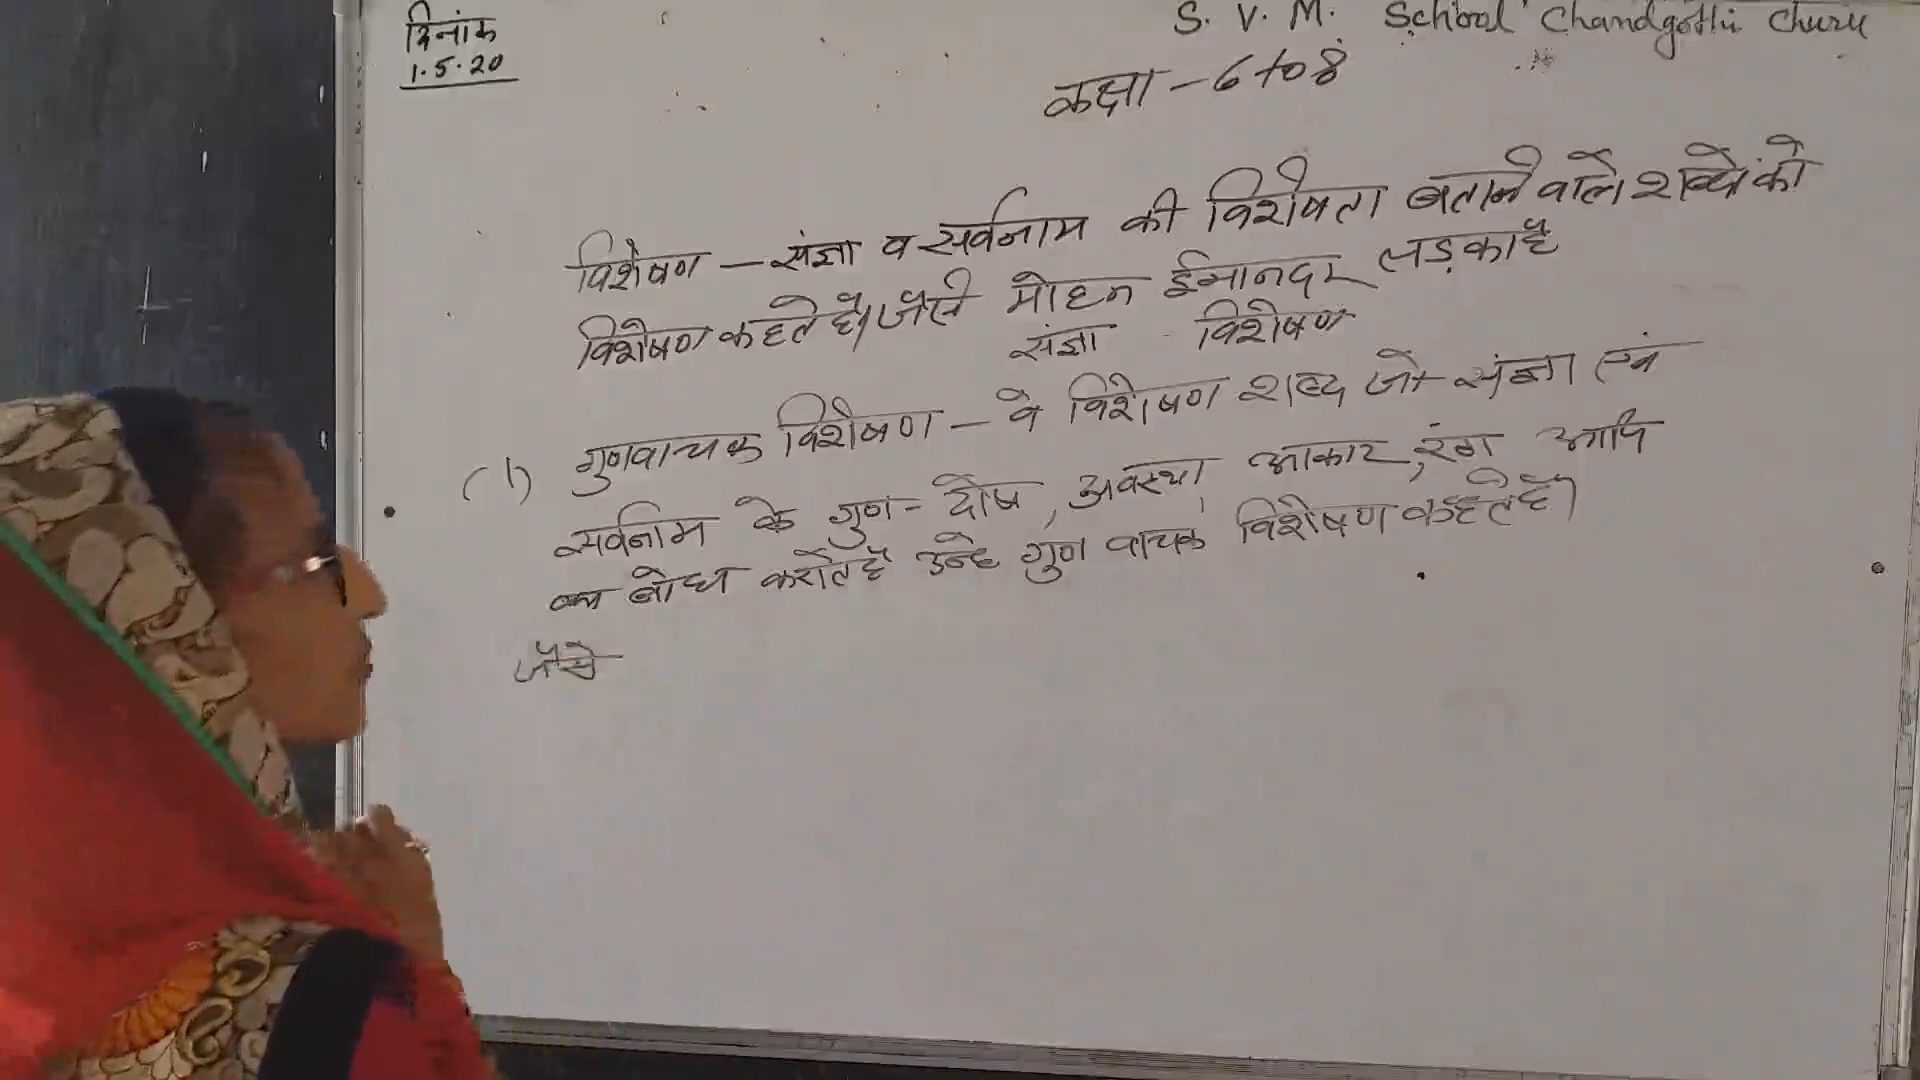 दिनांक
1.5.20
S. V. M. School Chandgothi Churu
कक्षा - 6 to 8
विशेषण - संज्ञा व सर्वनाम की विशेषता बताने वाले शब्दों को
विशेषण कहते है। जैसे मोहन ईमानदार लड़का है
संज्ञा विशेषण
(1) गुणवाचक विशेषण - वे विशेषण शब्द जो संज्ञा एवं
सर्वनाम के गुण-दोष, अवस्था, आकार, रंग आदि
का बोध कराते है उन्हे गुण वाचक विशेषण कहते है।
जैसे